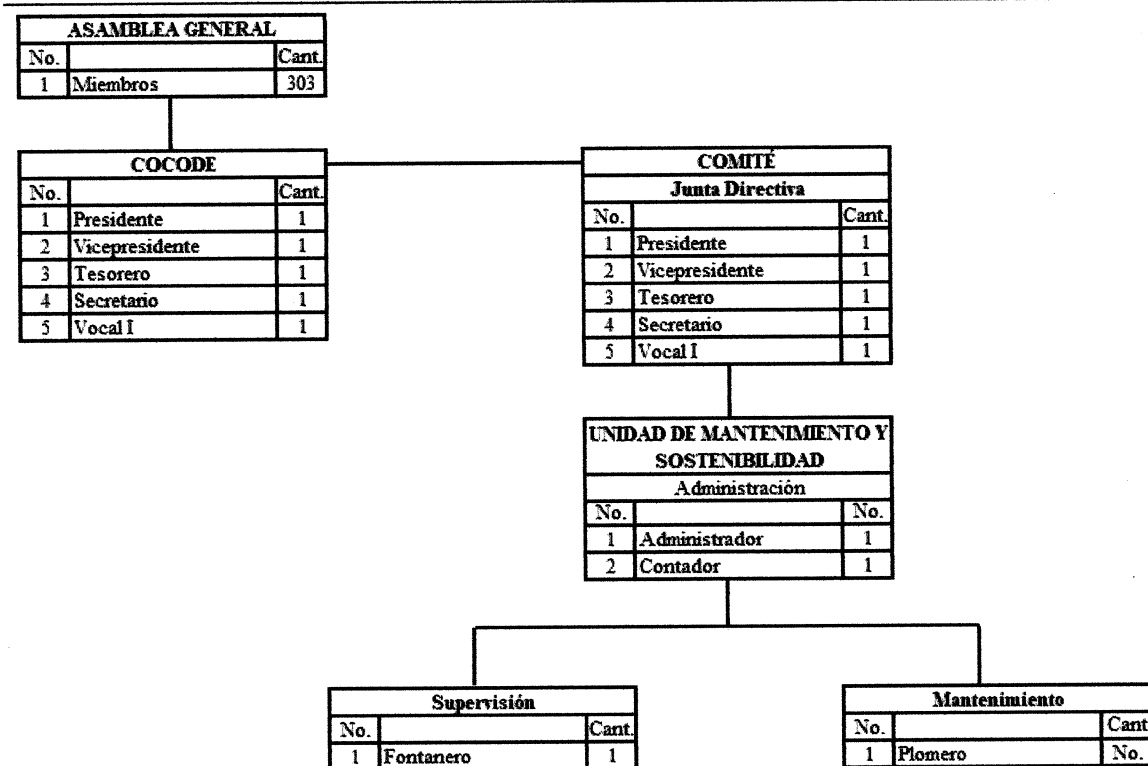 ASAMBLEA GENERAL
No. Cant.
1 Miembros 303
COCODE
No. Cant.
1 Presidente 1
2 Vicepresidente 1
3 Tesorero 1
4 Secretario 1
5 Vocal I 1
COMITÉ
Junta Directiva
No. Cant.
1 Presidente 1
2 Vicepresidente 1
3 Tesorero 1
4 Secretario 1
5 Vocal I 1
UNIDAD DE MANTENIMIENTO Y
SOSTENIBILIDAD
Administración
No. No.
1 Administrador 1
2 Contador 1
Supervisión
No. Cant.
1 Fontanero 1
Mantenimiento
No. Cant
1 Plomero No.